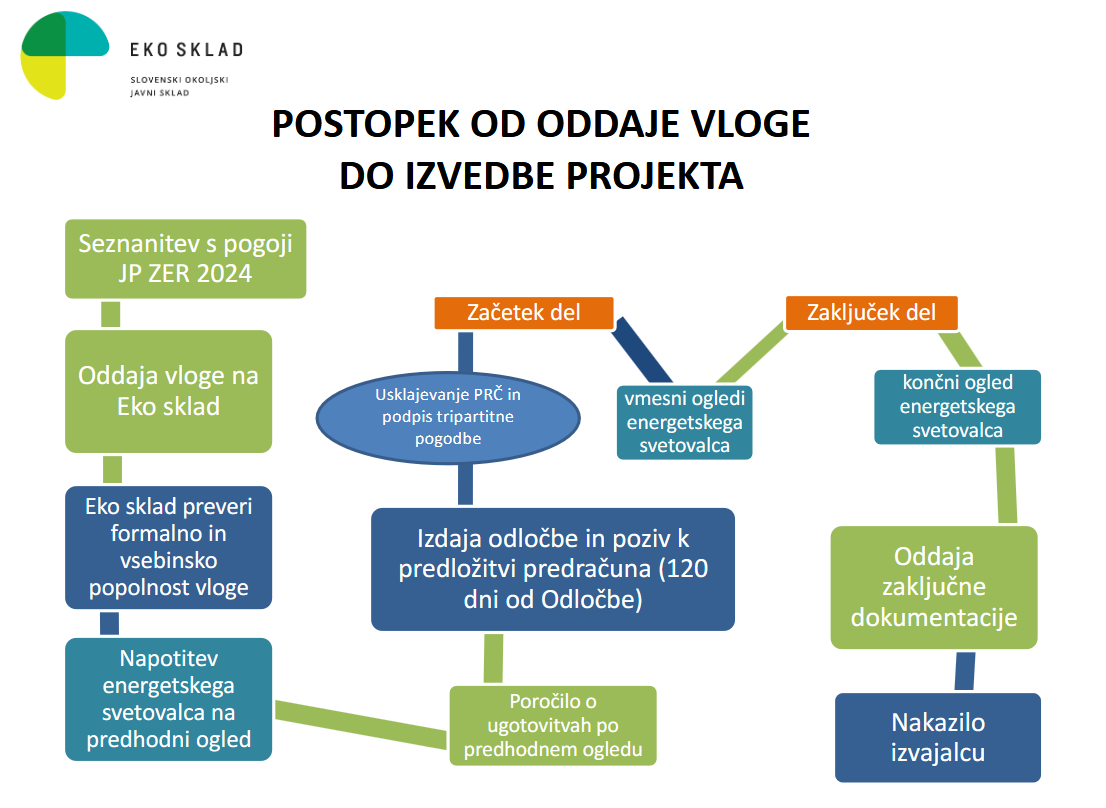 EKO SKLAD
SLOVENSKI OKOLJSKI
JAVNI SKLAD
POSTOPEK OD ODDAJE VLOGE
DO IZVEDBE PROJEKTA
Seznanitev s pogoji
JP ZER 2024
Oddaja vloge na
Eko sklad
Eko sklad preveri
formalno in
vsebinsko
popolnost vloge
Napotitev
energetskega
svetovalca na
predhodni ogled
Poročilo o
ugotovitvah po
predhodnem ogledu
Izdaja odločbe in poziv k
predložitvi predračuna (120
dni od Odločbe)
Usklajevanje PRČ in
podpis tripartitne
pogodbe
Začetek del
vmesni ogledi
energetskega
svetovalca
Zaključek del
končni ogled
energetskega
svetovalca
Oddaja
zaključne
dokumentacije
Nakazilo
izvajalcu